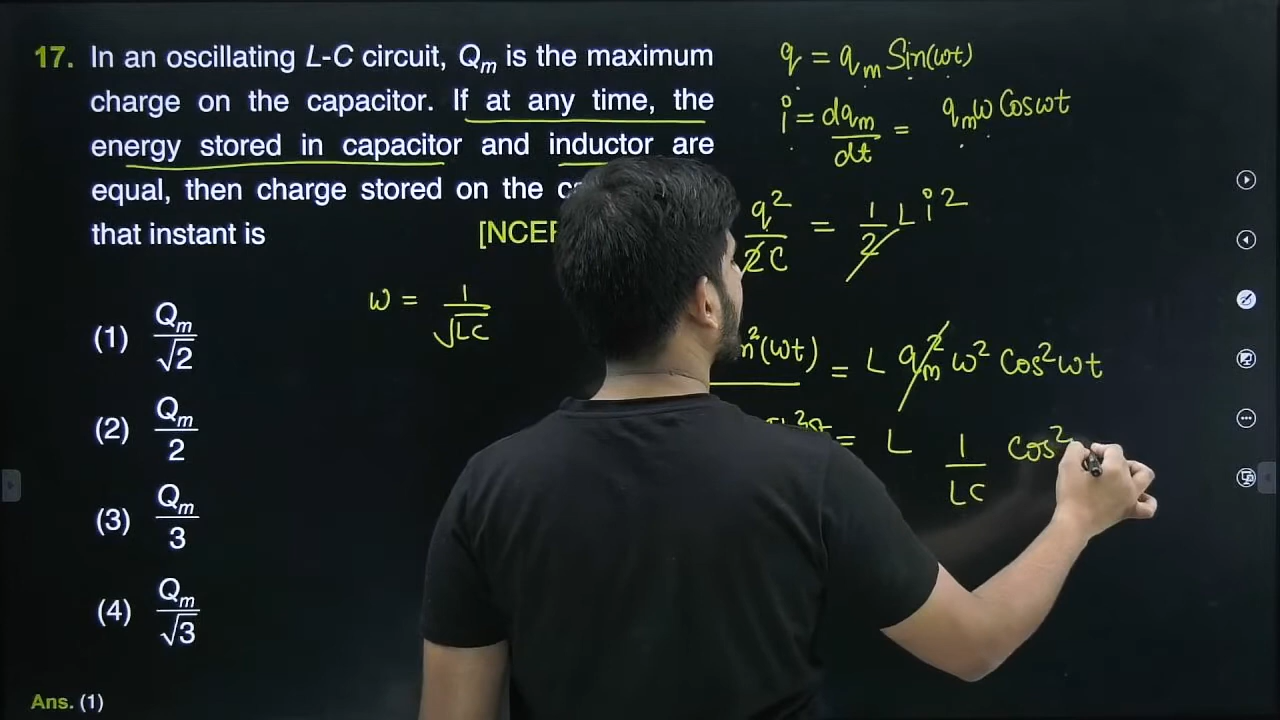 17. In an oscillating L-C circuit, Qm is the maximum
charge on the capacitor. If at any time, the
energy stored in capacitor and inductor are
equal, then charge stored on the
that instant is
[NCE
(1) Qm/√2
(2) Qm/2
(3) Qm/3
(4) Qm/√3
Ans. (1)
ω = 1/√LC
q = qm Sin(ωt)
i = dqm/dt = qmω Cosωt
q²/2C = 1/2 L i²
n²(ωt) = L qm² ω² Cos²ωt
= L 1/LC Cos²